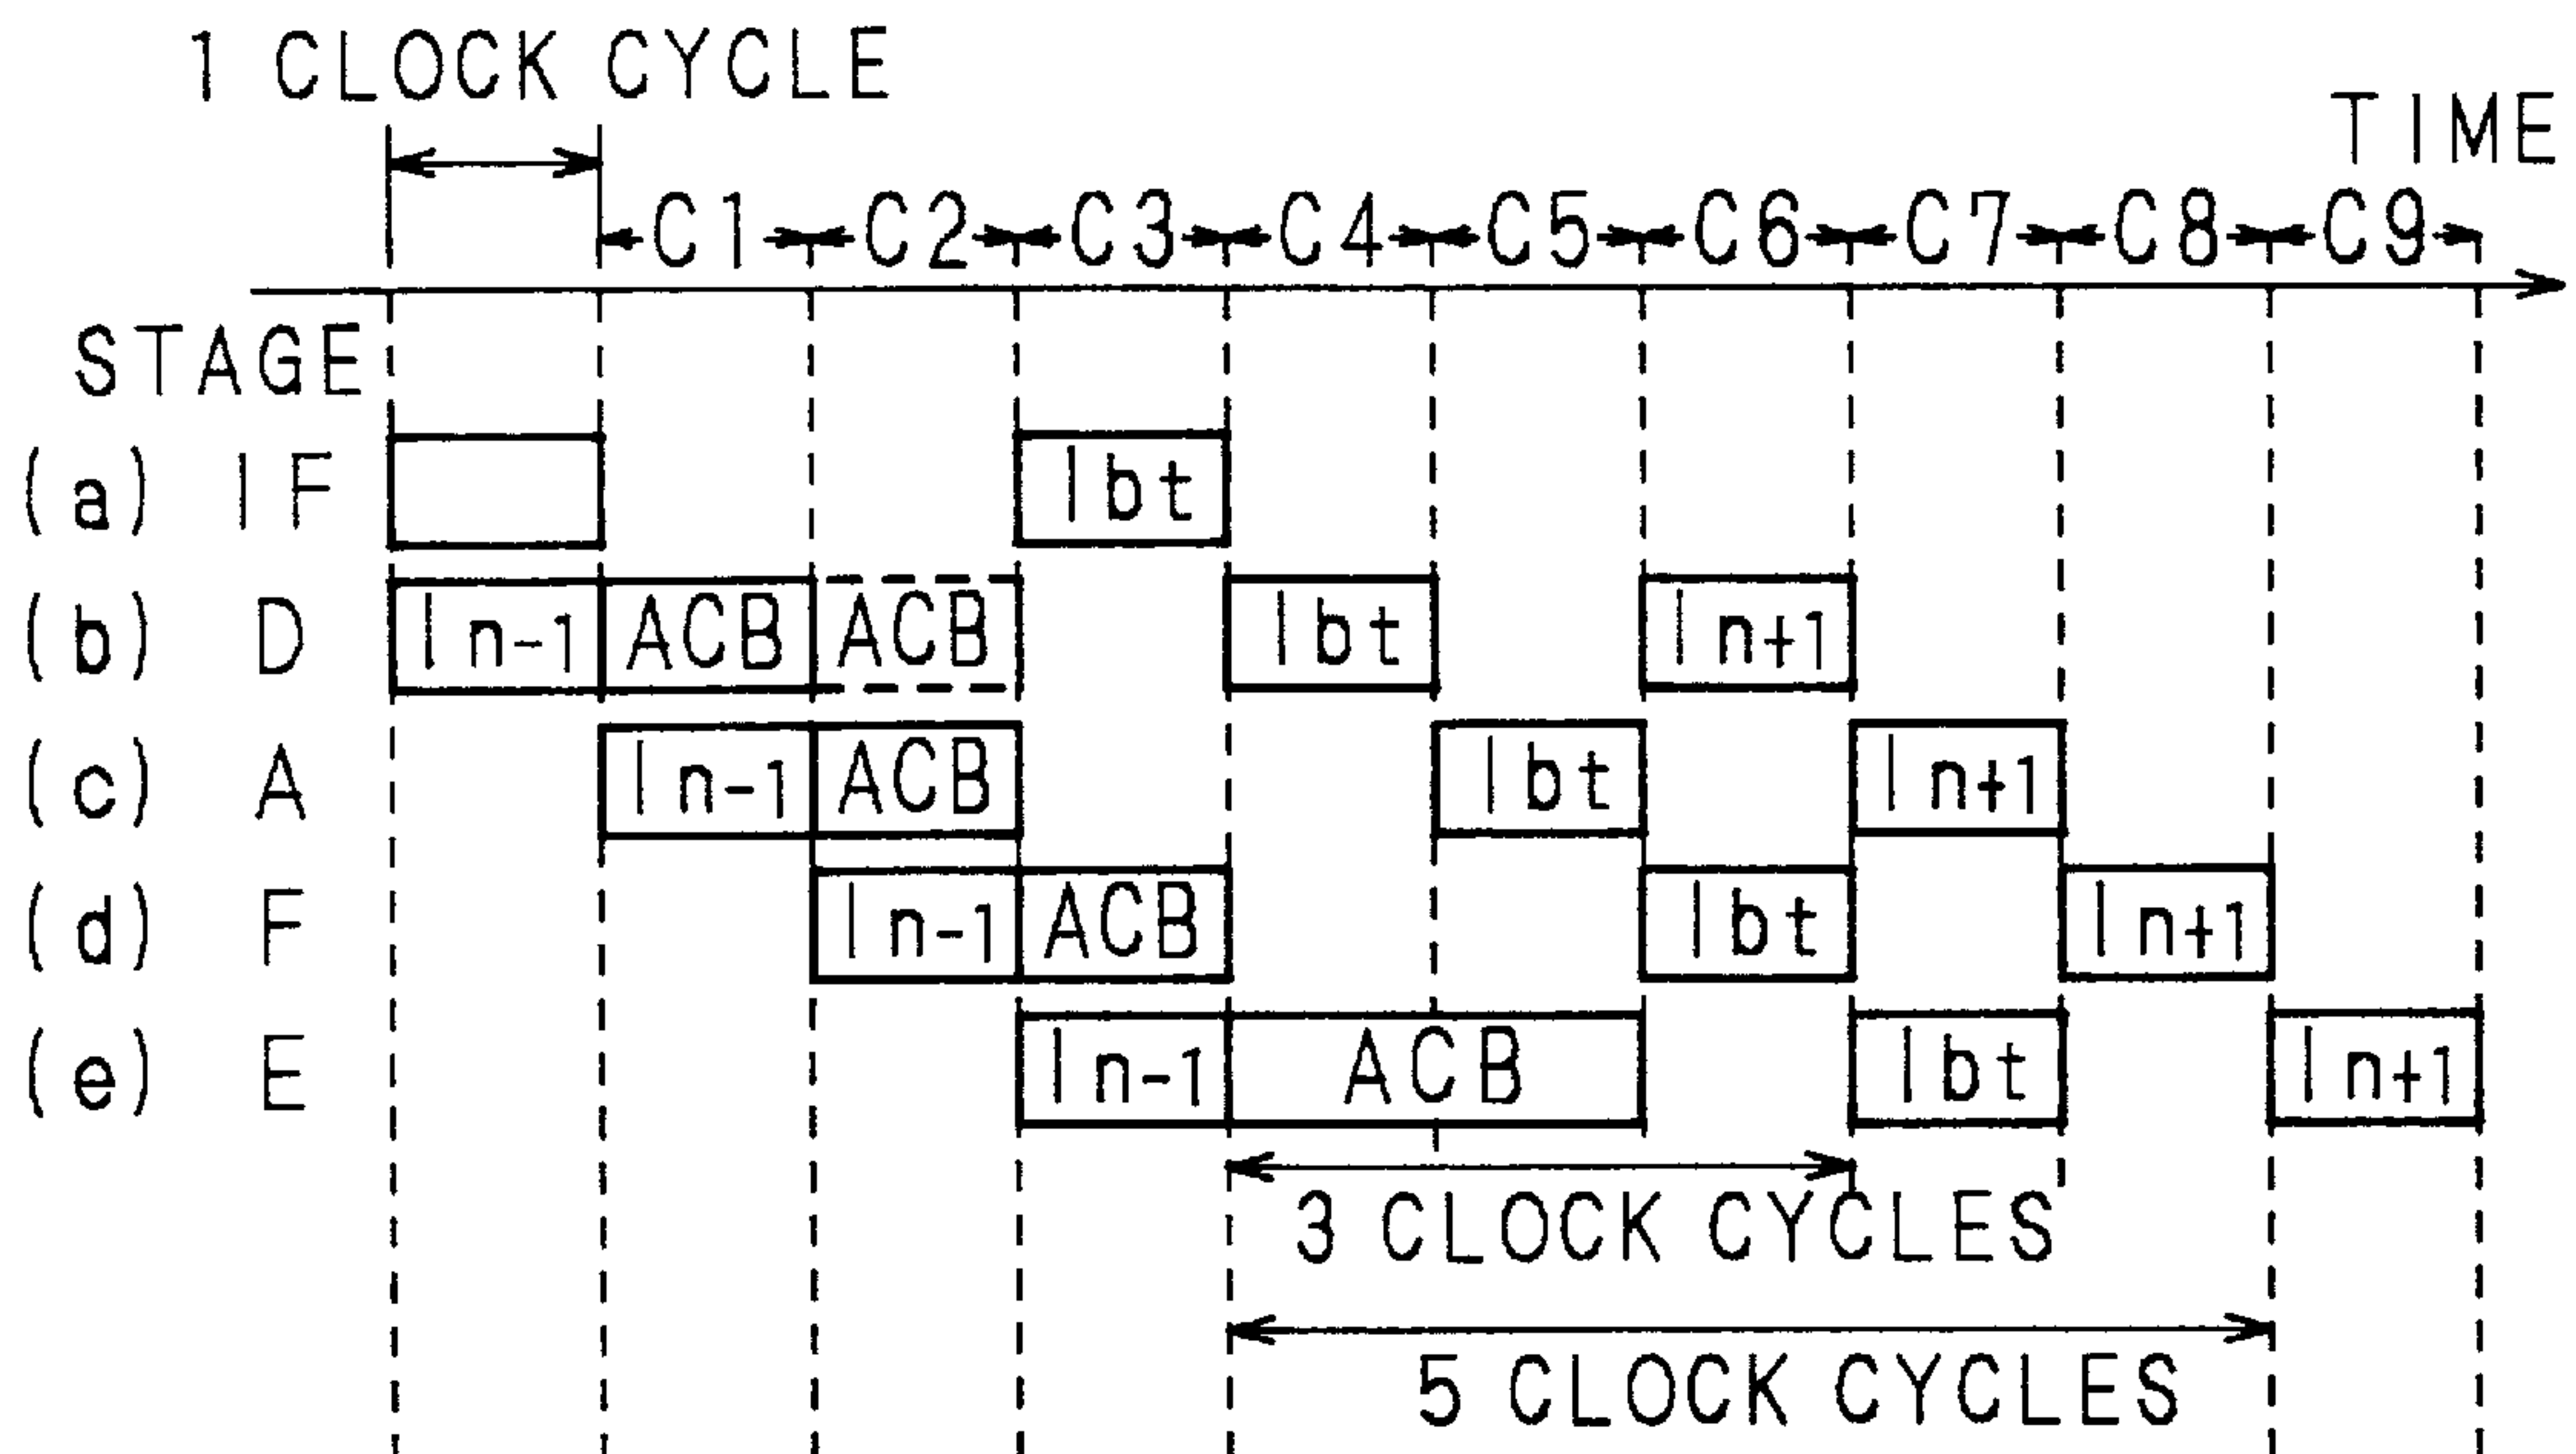 1 CLOCK CYCLE
TIME
C1 C2 C3 C4 C5 C6 C7 C8 C9
STAGE
(a) IF Ibt
(b) D In-1 ACB ACB Ibt In+1
(c) A In-1 ACB Ibt In+1
(d) F In-1 ACB Ibt In+1
(e) E In-1 ACB Ibt In+1
3 CLOCK CYCLES
5 CLOCK CYCLES